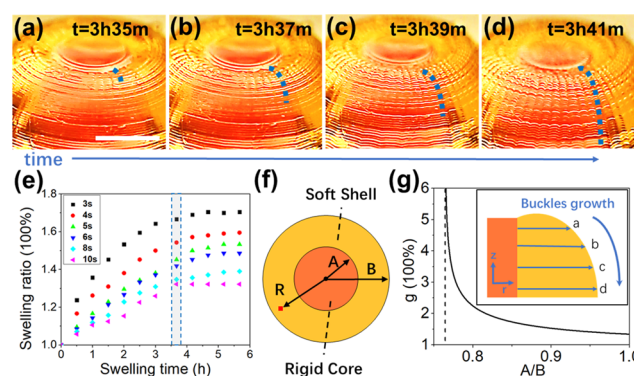 (a) t=3h35m
(b) t=3h37m
(c) t=3h39m
(d) t=3h41m
time
(e)
Swelling ratio (100%)
1.8
1.6
1.4
1.2
1.0
0 1 2 3 4 5 6
Swelling time (h)
3s
4s
5s
6s
8s
10s
(f)
Soft Shell
A
B
R
Rigid Core
(g)
g (100%)
6
5
4
3
2
1
0.8 0.9 1.0
A/B
Buckles growth
a
b
c
d
z
r